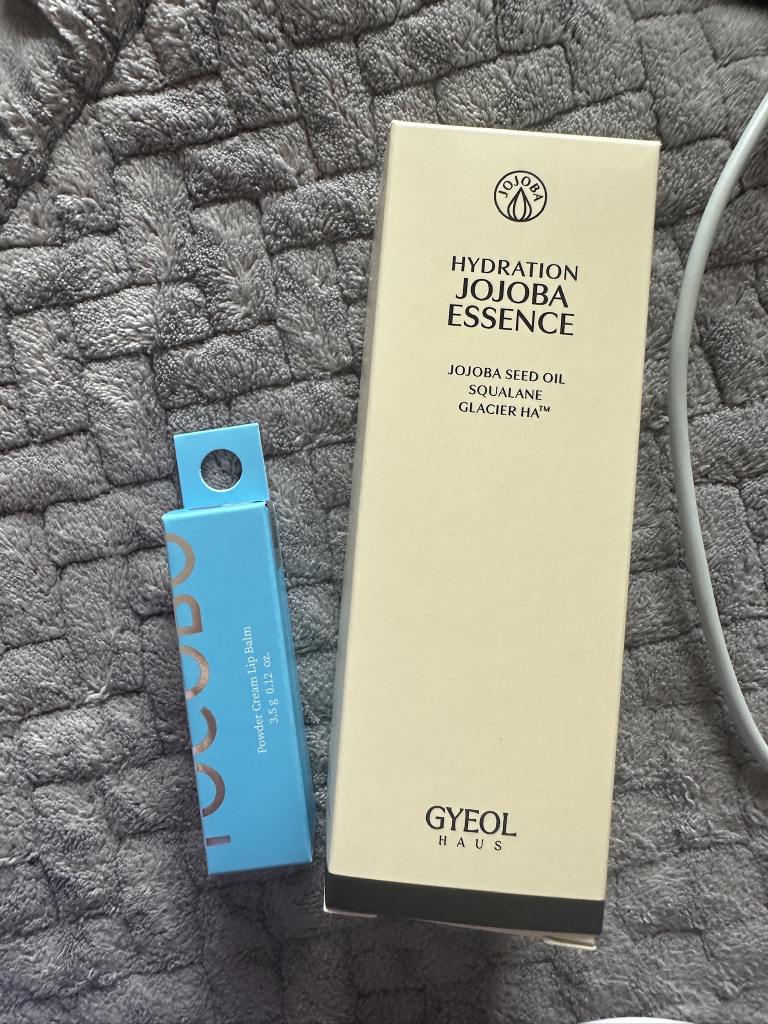 JOJOBA
HYDRATION
JOJOBA
ESSENCE
JOJOBA SEED OIL
SQUALANE
GLACIER HA™
GYEOL
HAUS
TOCOBO
Powder Cream Lip Balm
3.5 g 0.12 oz.